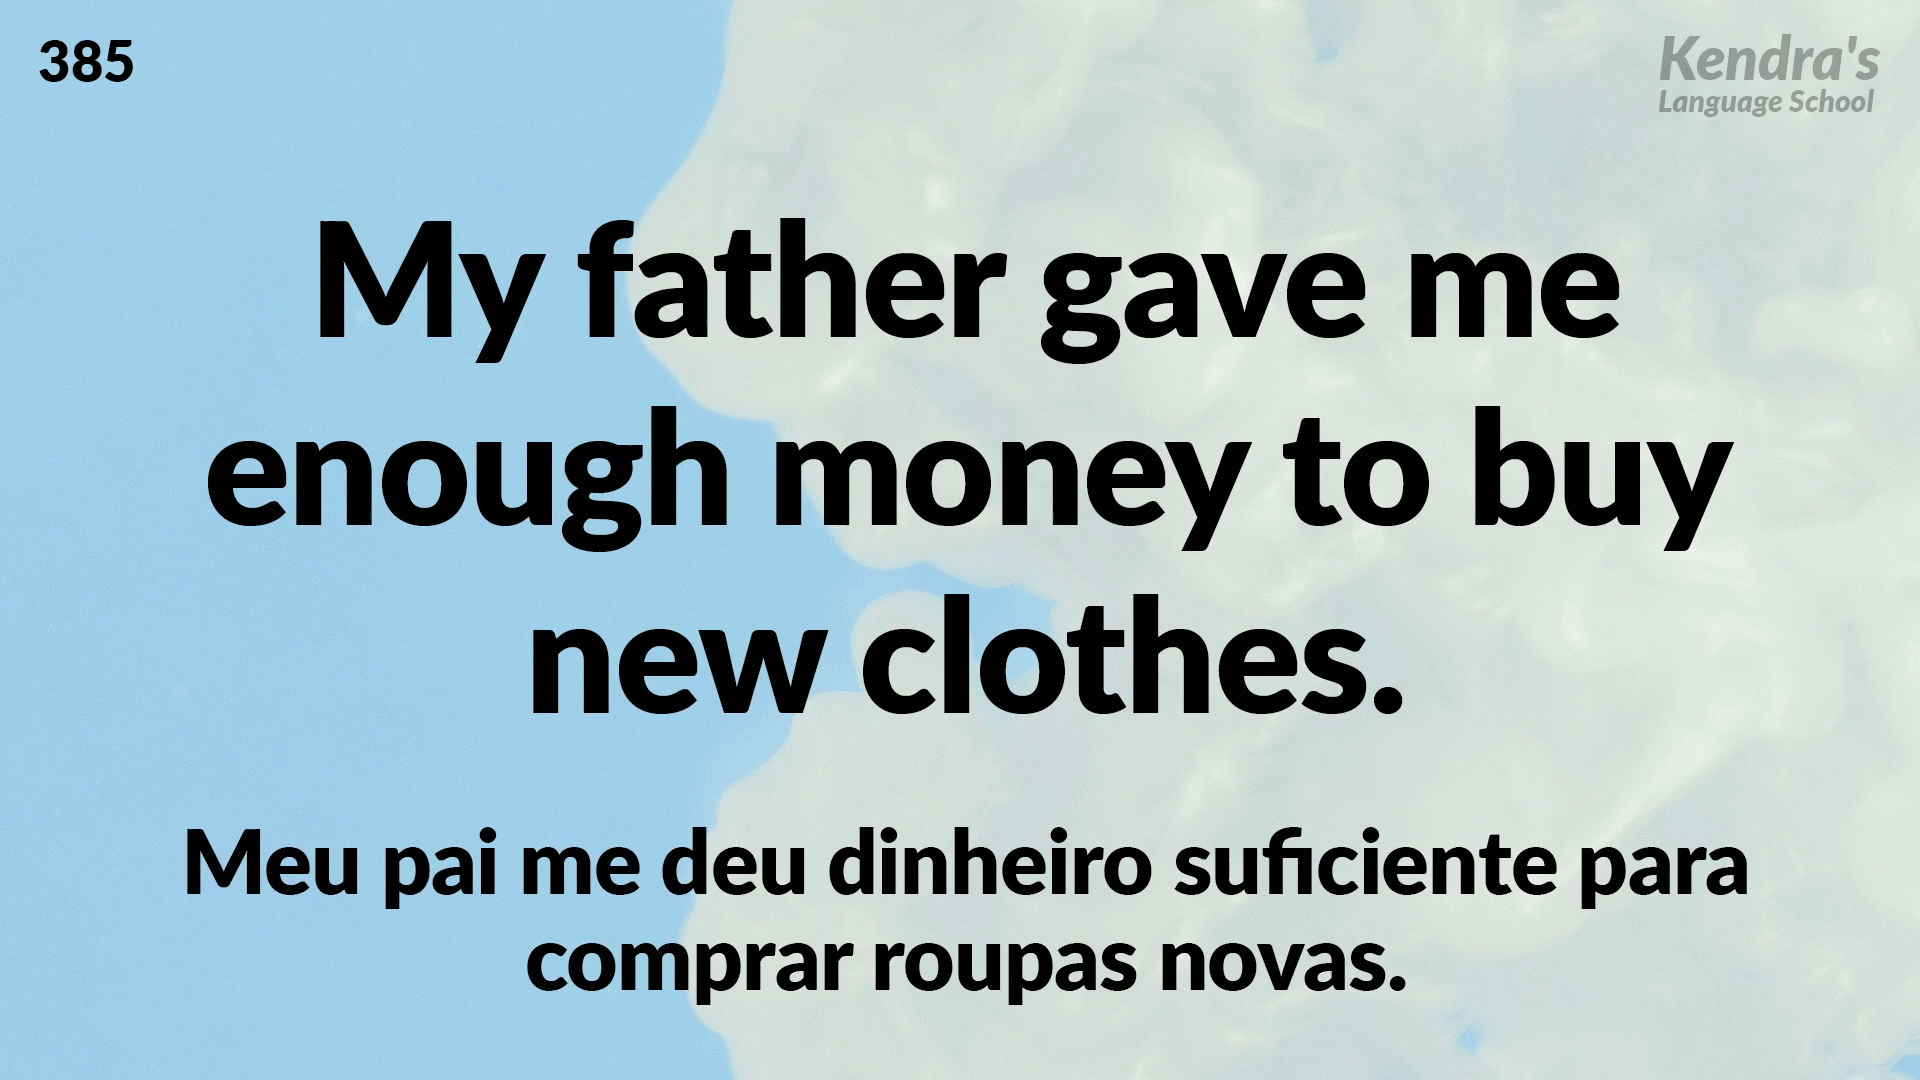 385
Kendra's
Language School
My father gave me
enough money to buy
new clothes.
Meu pai me deu dinheiro suficiente para
comprar roupas novas.